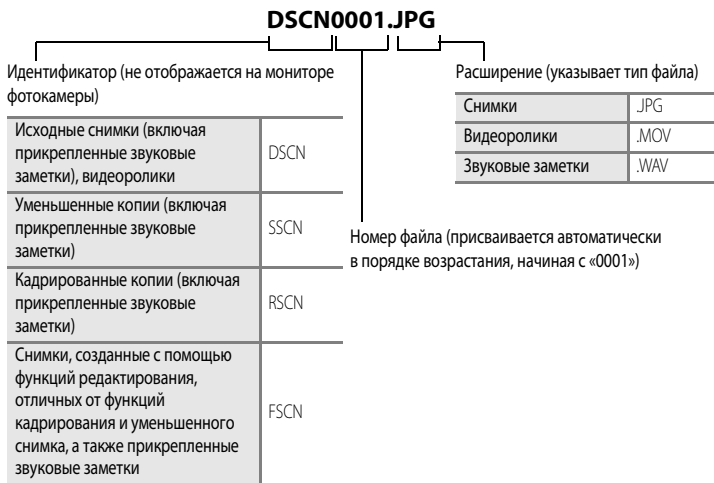 DSCN0001.JPG
Идентификатор (не отображается на мониторе
фотокамеры)
Исходные снимки (включая
прикрепленные звуковые
заметки), видеоролики
DSCN
Уменьшенные копии (включая
прикрепленные звуковые
заметки)
SSCN
Кадрированные копии (включая
прикрепленные звуковые
заметки)
RSCN
Снимки, созданные с помощью
функций редактирования,
отличных от функций
кадрирования и уменьшенного
снимка, а также прикрепленные
звуковые заметки
FSCN
Расширение (указывает тип файла)
Снимки .JPG
Видеоролики .MOV
Звуковые заметки .WAV
Номер файла (присваивается автоматически
в порядке возрастания, начиная с «0001»)